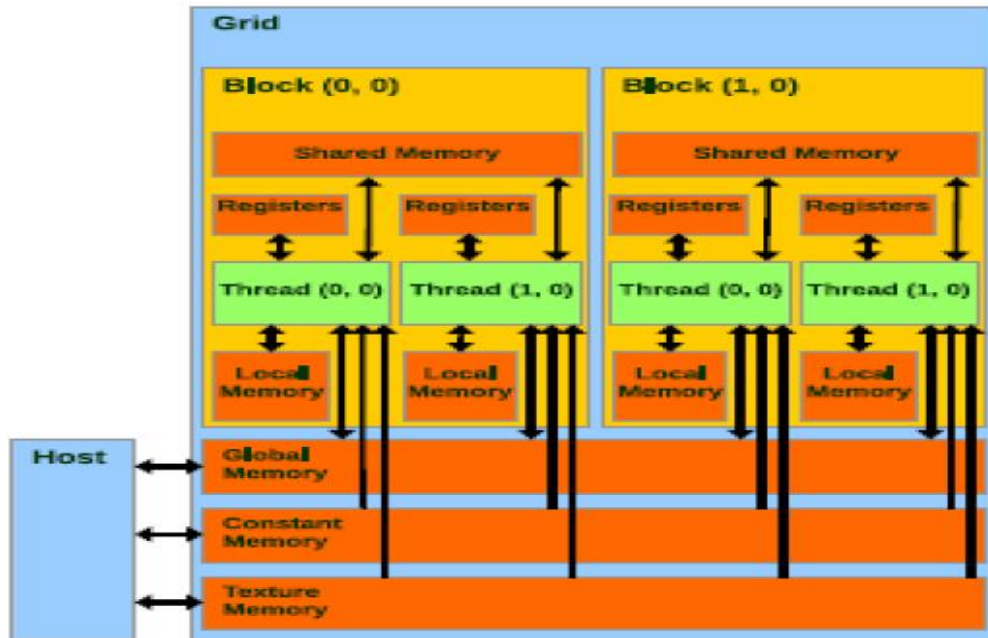 Grid
Block (0, 0)
Block (1, 0)
Shared Memory
Shared Memory
Registers
Registers
Registers
Registers
Thread (0, 0)
Thread (1, 0)
Thread (0, 0)
Thread (1, 0)
Local
Memory
Local
Memory
Local
Memory
Local
Memory
Host
Global
Memory
Constant
Memory
Texture
Memory